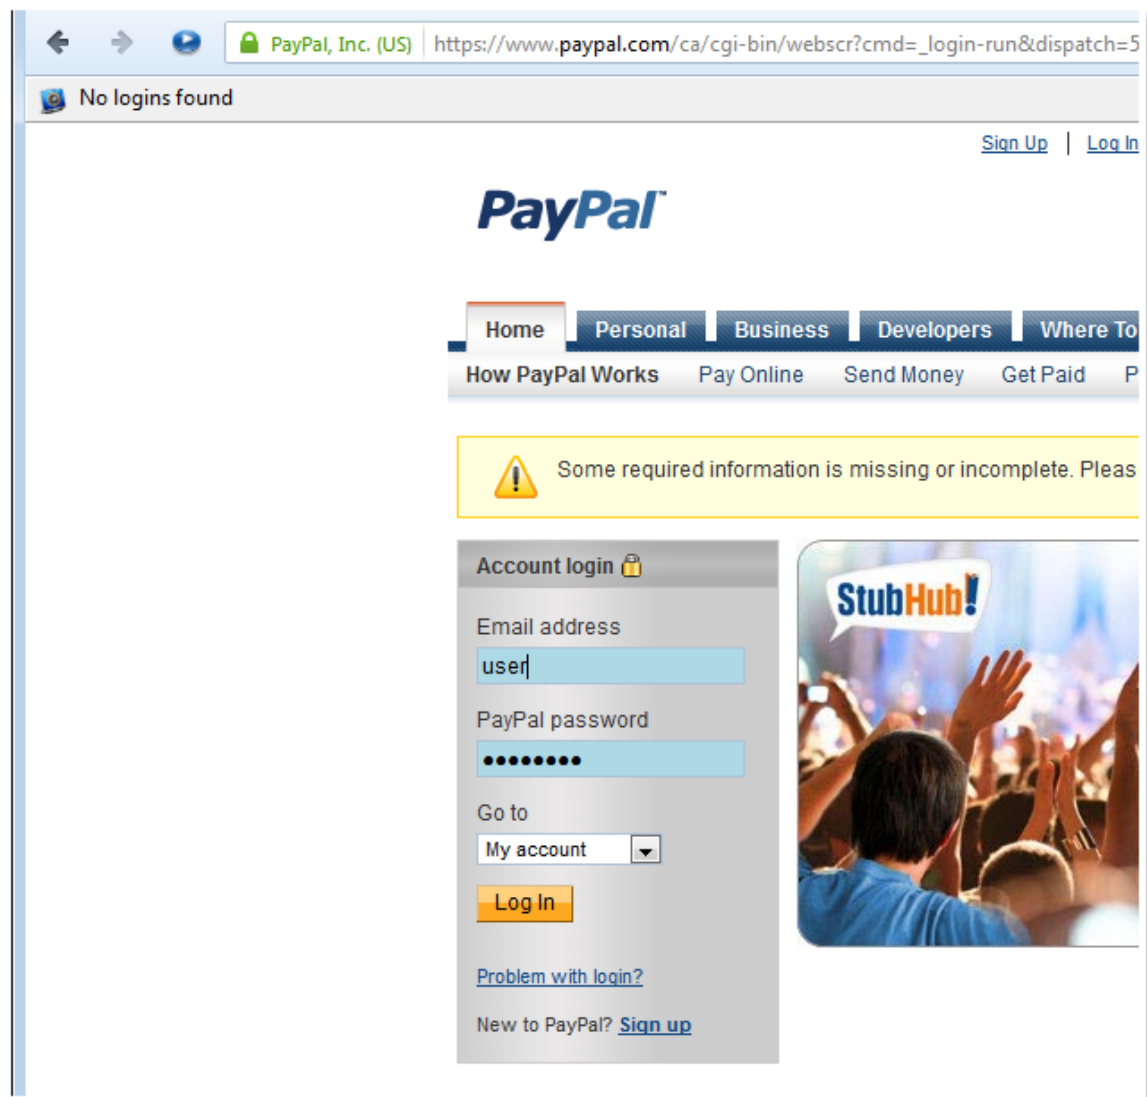 PayPal, Inc. (US) https://www.paypal.com/ca/cgi-bin/webscr?cmd=_login-run&dispatch=5
No logins found
Sign Up | Log In
PayPal™
Home Personal Business Developers Where To
How PayPal Works Pay Online Send Money Get Paid P
Some required information is missing or incomplete. Pleas
Account login
StubHub!
Email address
user
PayPal password
••••••••
Go to
My account
Log In
Problem with login?
New to PayPal? Sign up